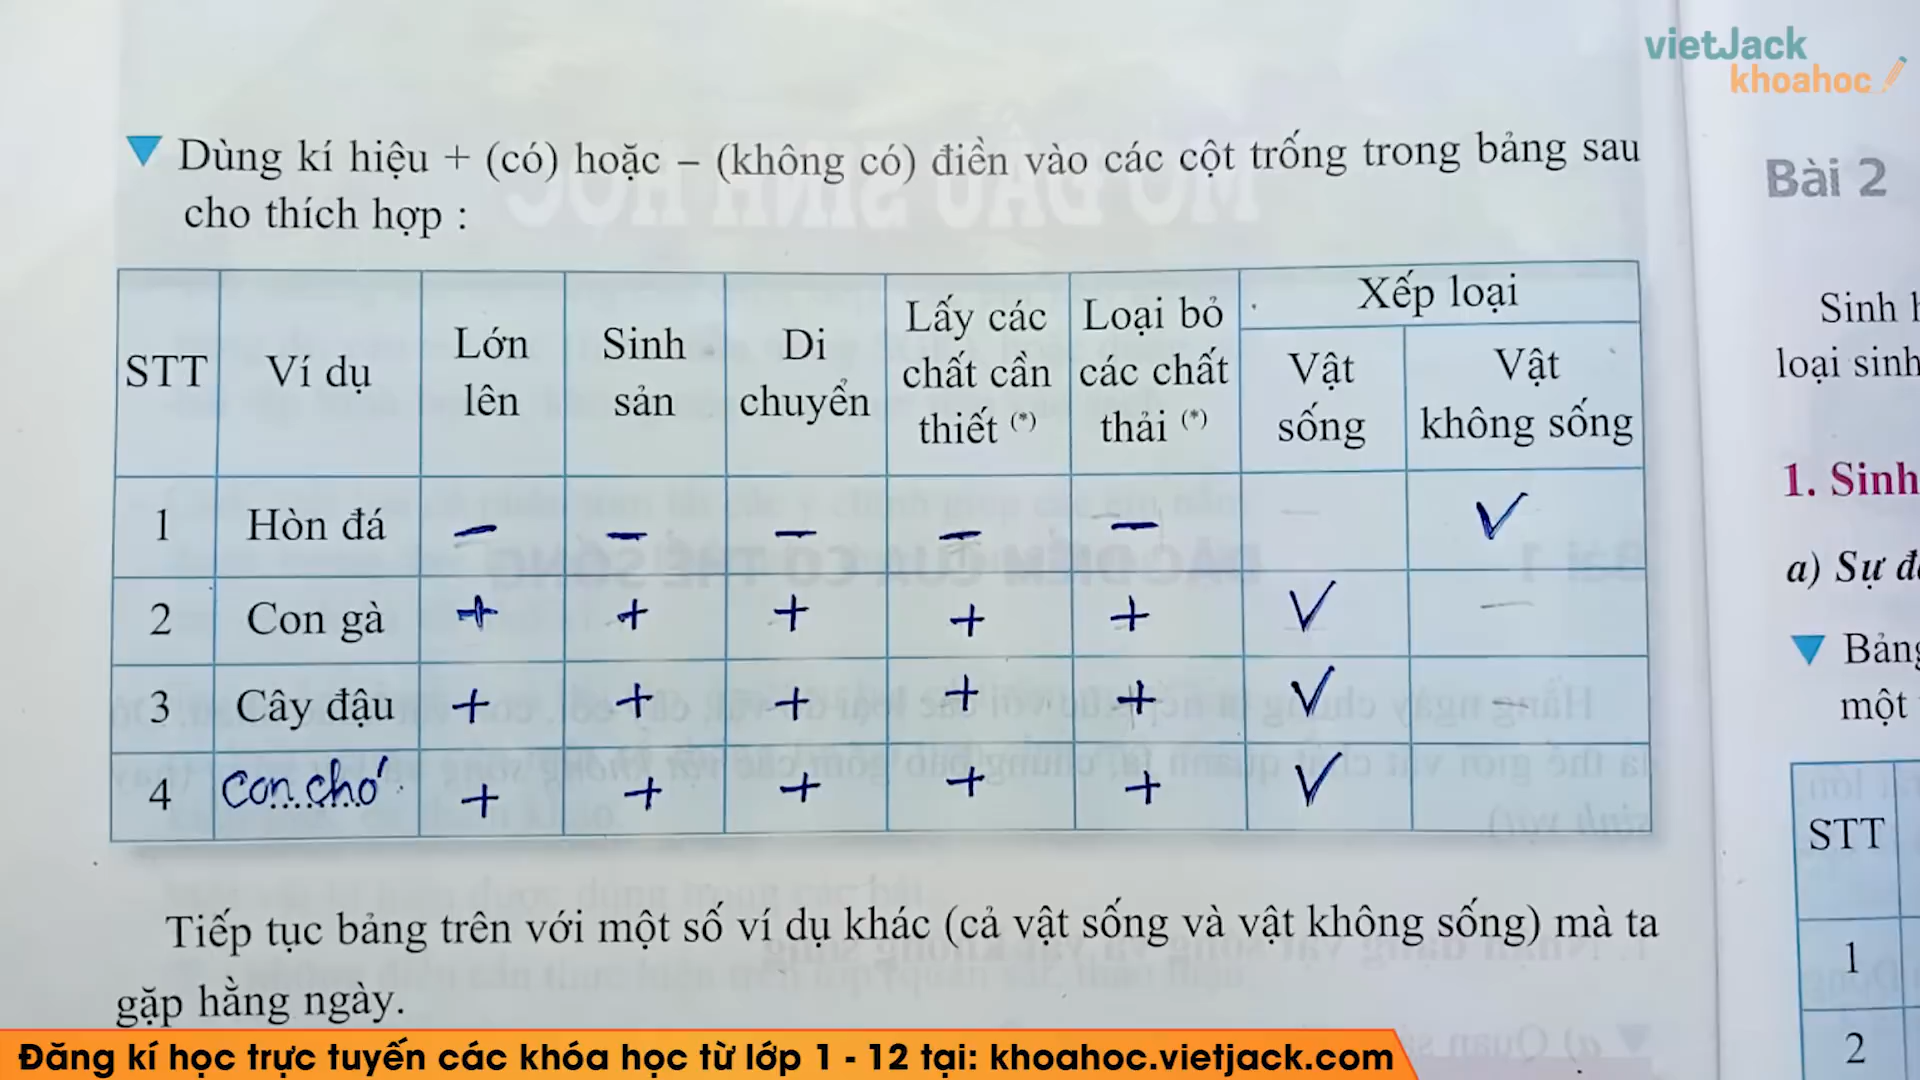 vietJack
khoahoc
▼ Dùng kí hiệu + (có) hoặc – (không có) điền vào các cột trống trong bảng sau
cho thích hợp :
STT Ví dụ Lớn lên Sinh sản Di chuyển Lấy các chất cần thiết (*) Loại bỏ các chất thải (*) Xếp loại
Vật sống Vật không sống
1 Hòn đá – – – – – V
2 Con gà + + + + + V
3 Cây đậu + + + + + V
4 Con chó + + + + + V
Tiếp tục bảng trên với một số ví dụ khác (cả vật sống và vật không sống) mà ta
gặp hằng ngày.
Bài 2
Sinh
loại sinh
1. Sinh
a) Sự
▼ Bảng
một
STT
1
2
Đăng kí học trực tuyến các khóa học từ lớp 1 - 12 tại: khoahoc.vietjack.com